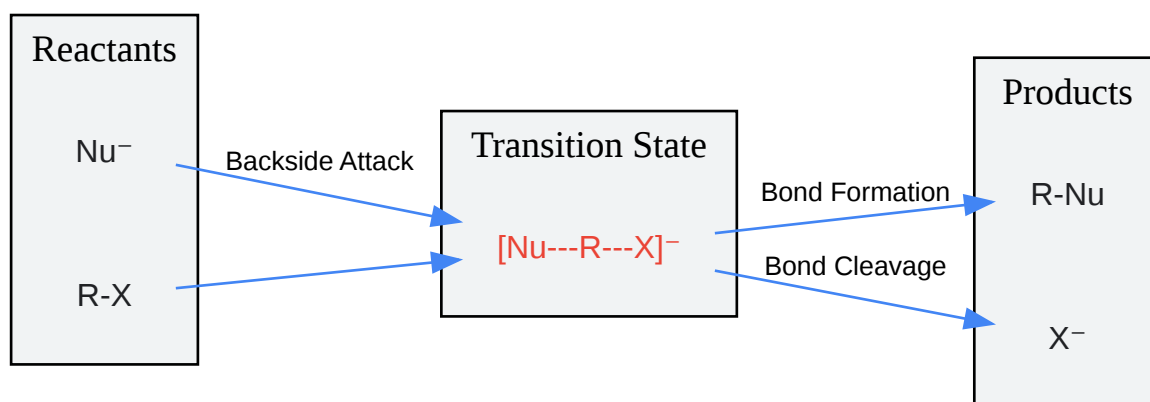 Reactants
Nu⁻
R-X
Backside Attack
Transition State
[Nu---R---X]⁻
Bond Formation
Bond Cleavage
Products
R-Nu
X⁻